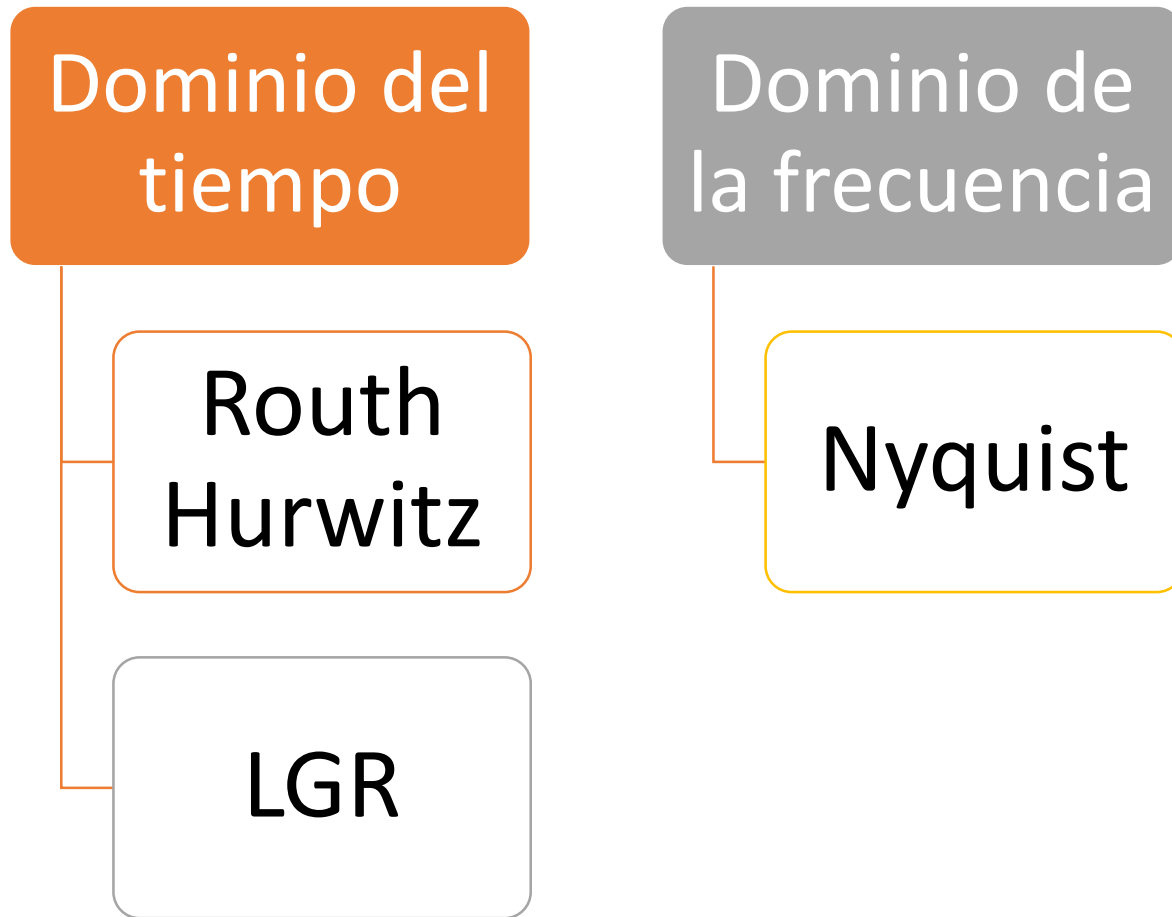 Dominio del
tiempo
Routh
Hurwitz
LGR
Dominio de
la frecuencia
Nyquist